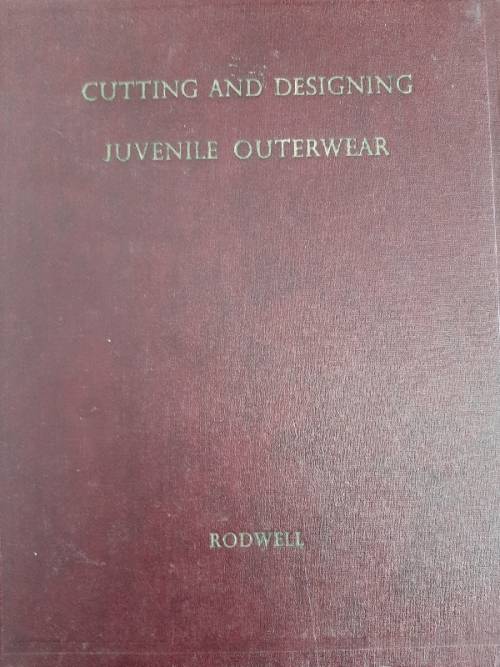 CUTTING AND DESIGNING
JUVENILE OUTERWEAR
RODWELL